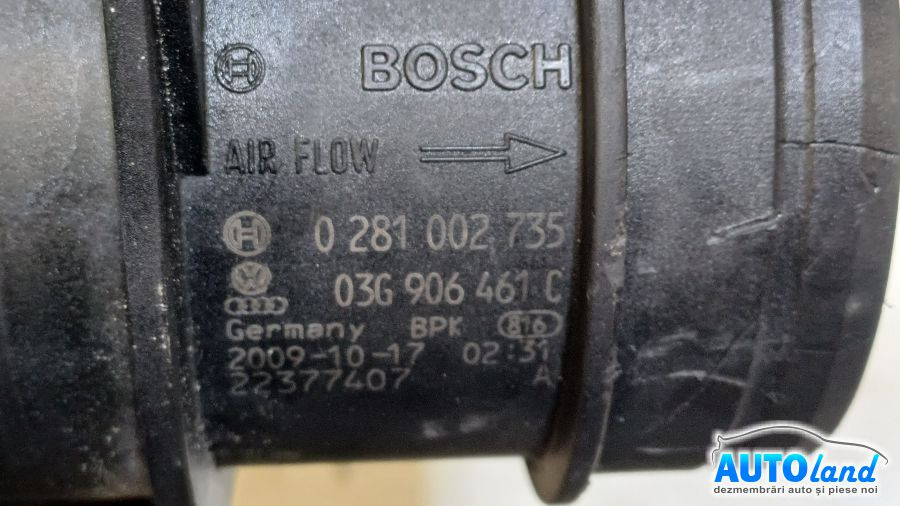 BOSCH
AIR FLOW
0 281 002 735
03G 906 461 C
Germany BPK 816
2009-10-17 02:31
22377407 A
AUTOland
dezmembrări auto și piese noi